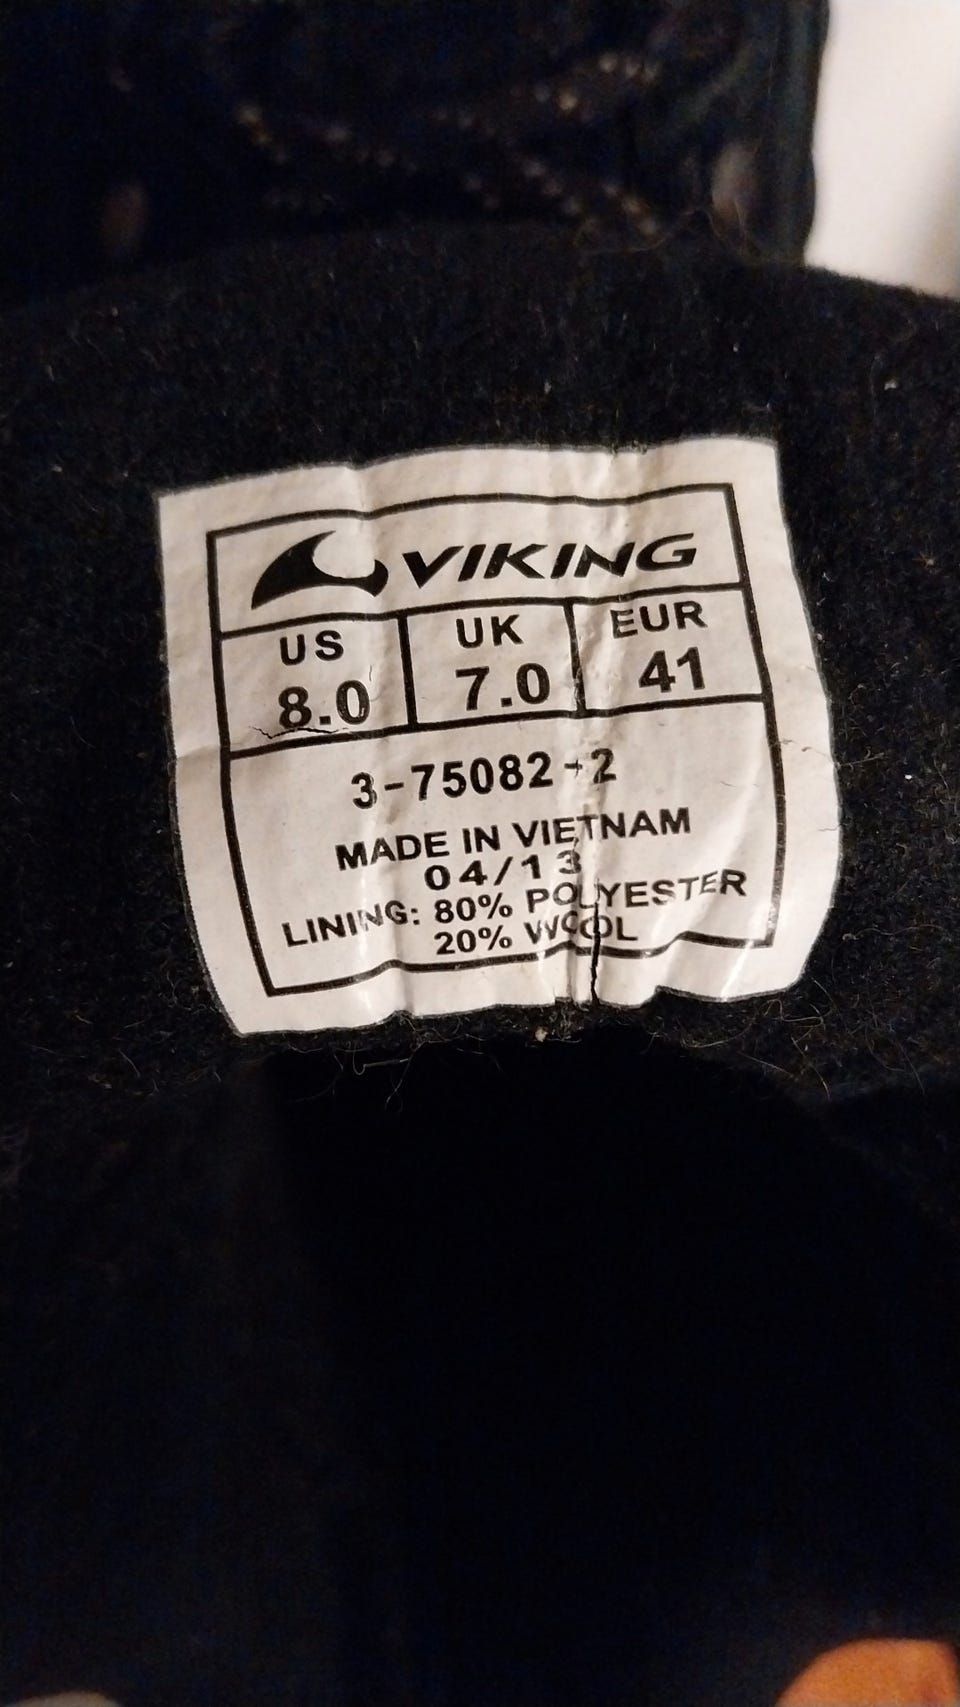 VIKING
US UK EUR
8.0 7.0 41
3-75082-2
MADE IN VIETNAM
04/13
LINING: 80% POLYESTER
20% WOOL